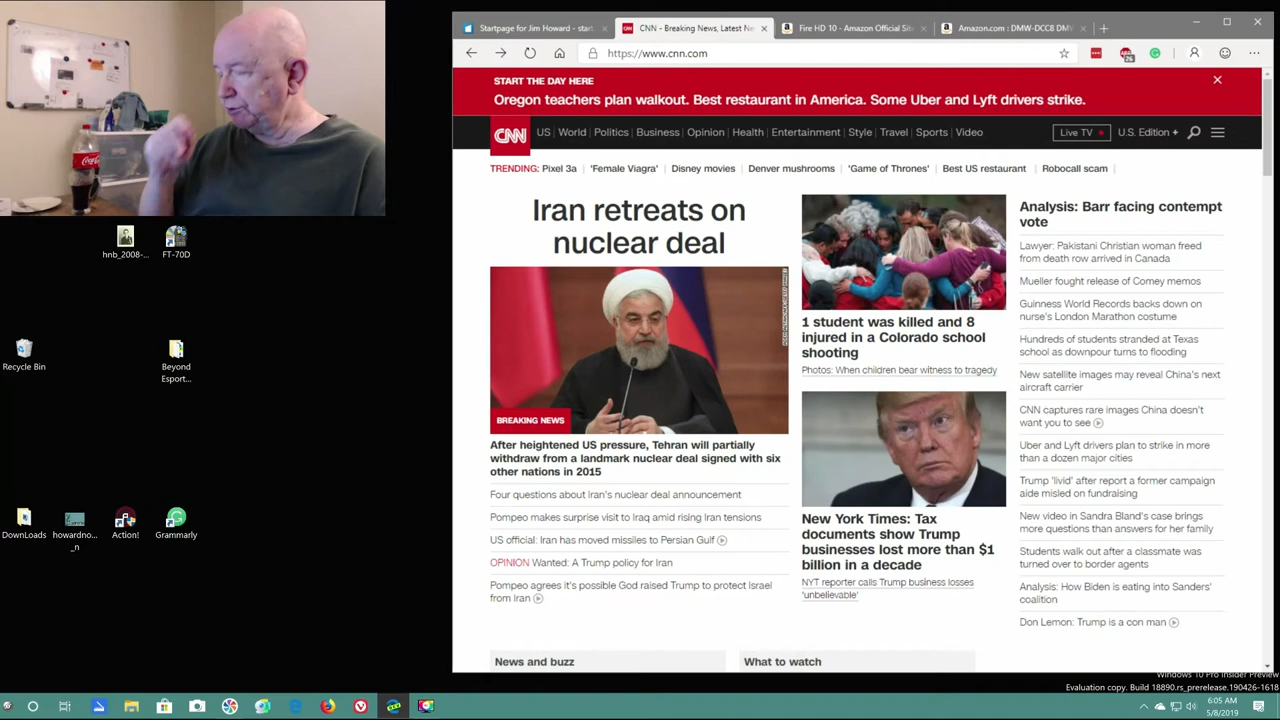 Startpage for Jim Howard - start
CNN - Breaking News, Latest Ne
Fire HD 10 - Amazon Official Sit
Amazon.com : DMW-DCC8 DMW
https://www.cnn.com
26
START THE DAY HERE
Oregon teachers plan walkout. Best restaurant in America. Some Uber and Lyft drivers strike.
CNN
US World Politics Business Opinion Health Entertainment Style Travel Sports Video
Live TV
U.S. Edition +
TRENDING: Pixel 3a 'Female Viagra' Disney movies Denver mushrooms 'Game of Thrones' Best US restaurant Robocall scam
Iran retreats on
nuclear deal
BREAKING NEWS
After heightened US pressure, Tehran will partially
withdraw from a landmark nuclear deal signed with six
other nations in 2015
Four questions about Iran's nuclear deal announcement
Pompeo makes surprise visit to Iraq amid rising Iran tensions
US official: Iran has moved missiles to Persian Gulf
OPINION Wanted: A Trump policy for Iran
Pompeo agrees it's possible God raised Trump to protect Israel
from Iran
1 student was killed and 8
injured in a Colorado school
shooting
Photos: When children bear witness to tragedy
New York Times: Tax
documents show Trump
businesses lost more than $1
billion in a decade
NYT reporter calls Trump business losses
'unbelievable'
Analysis: Barr facing contempt
vote
Lawyer: Pakistani Christian woman freed
from death row arrived in Canada
Mueller fought release of Comey memos
Guinness World Records backs down on
nurse's London Marathon costume
Hundreds of students stranded at Texas
school as downpour turns to flooding
New satellite images may reveal China's next
aircraft carrier
CNN captures rare images China doesn't
want you to see
Uber and Lyft drivers plan to strike in more
than a dozen major cities
Trump 'livid' after report a former campaign
aide misled on fundraising
New video in Sandra Bland's case brings
more questions than answers for her family
Students walk out after a classmate was
turned over to border agents
Analysis: How Biden is eating into Sanders'
coalition
Don Lemon: Trump is a con man
News and buzz
What to watch
hnb_2008-...
FT-70D
Recycle Bin
Beyond
Esport...
DownLoads
howardno...
_n
Action!
Grammarly
Coca-Cola
Windows 10 Pro Insider Preview
Evaluation copy. Build 18890.rs_prerelease.190426-1618
6:05 AM
5/8/2019